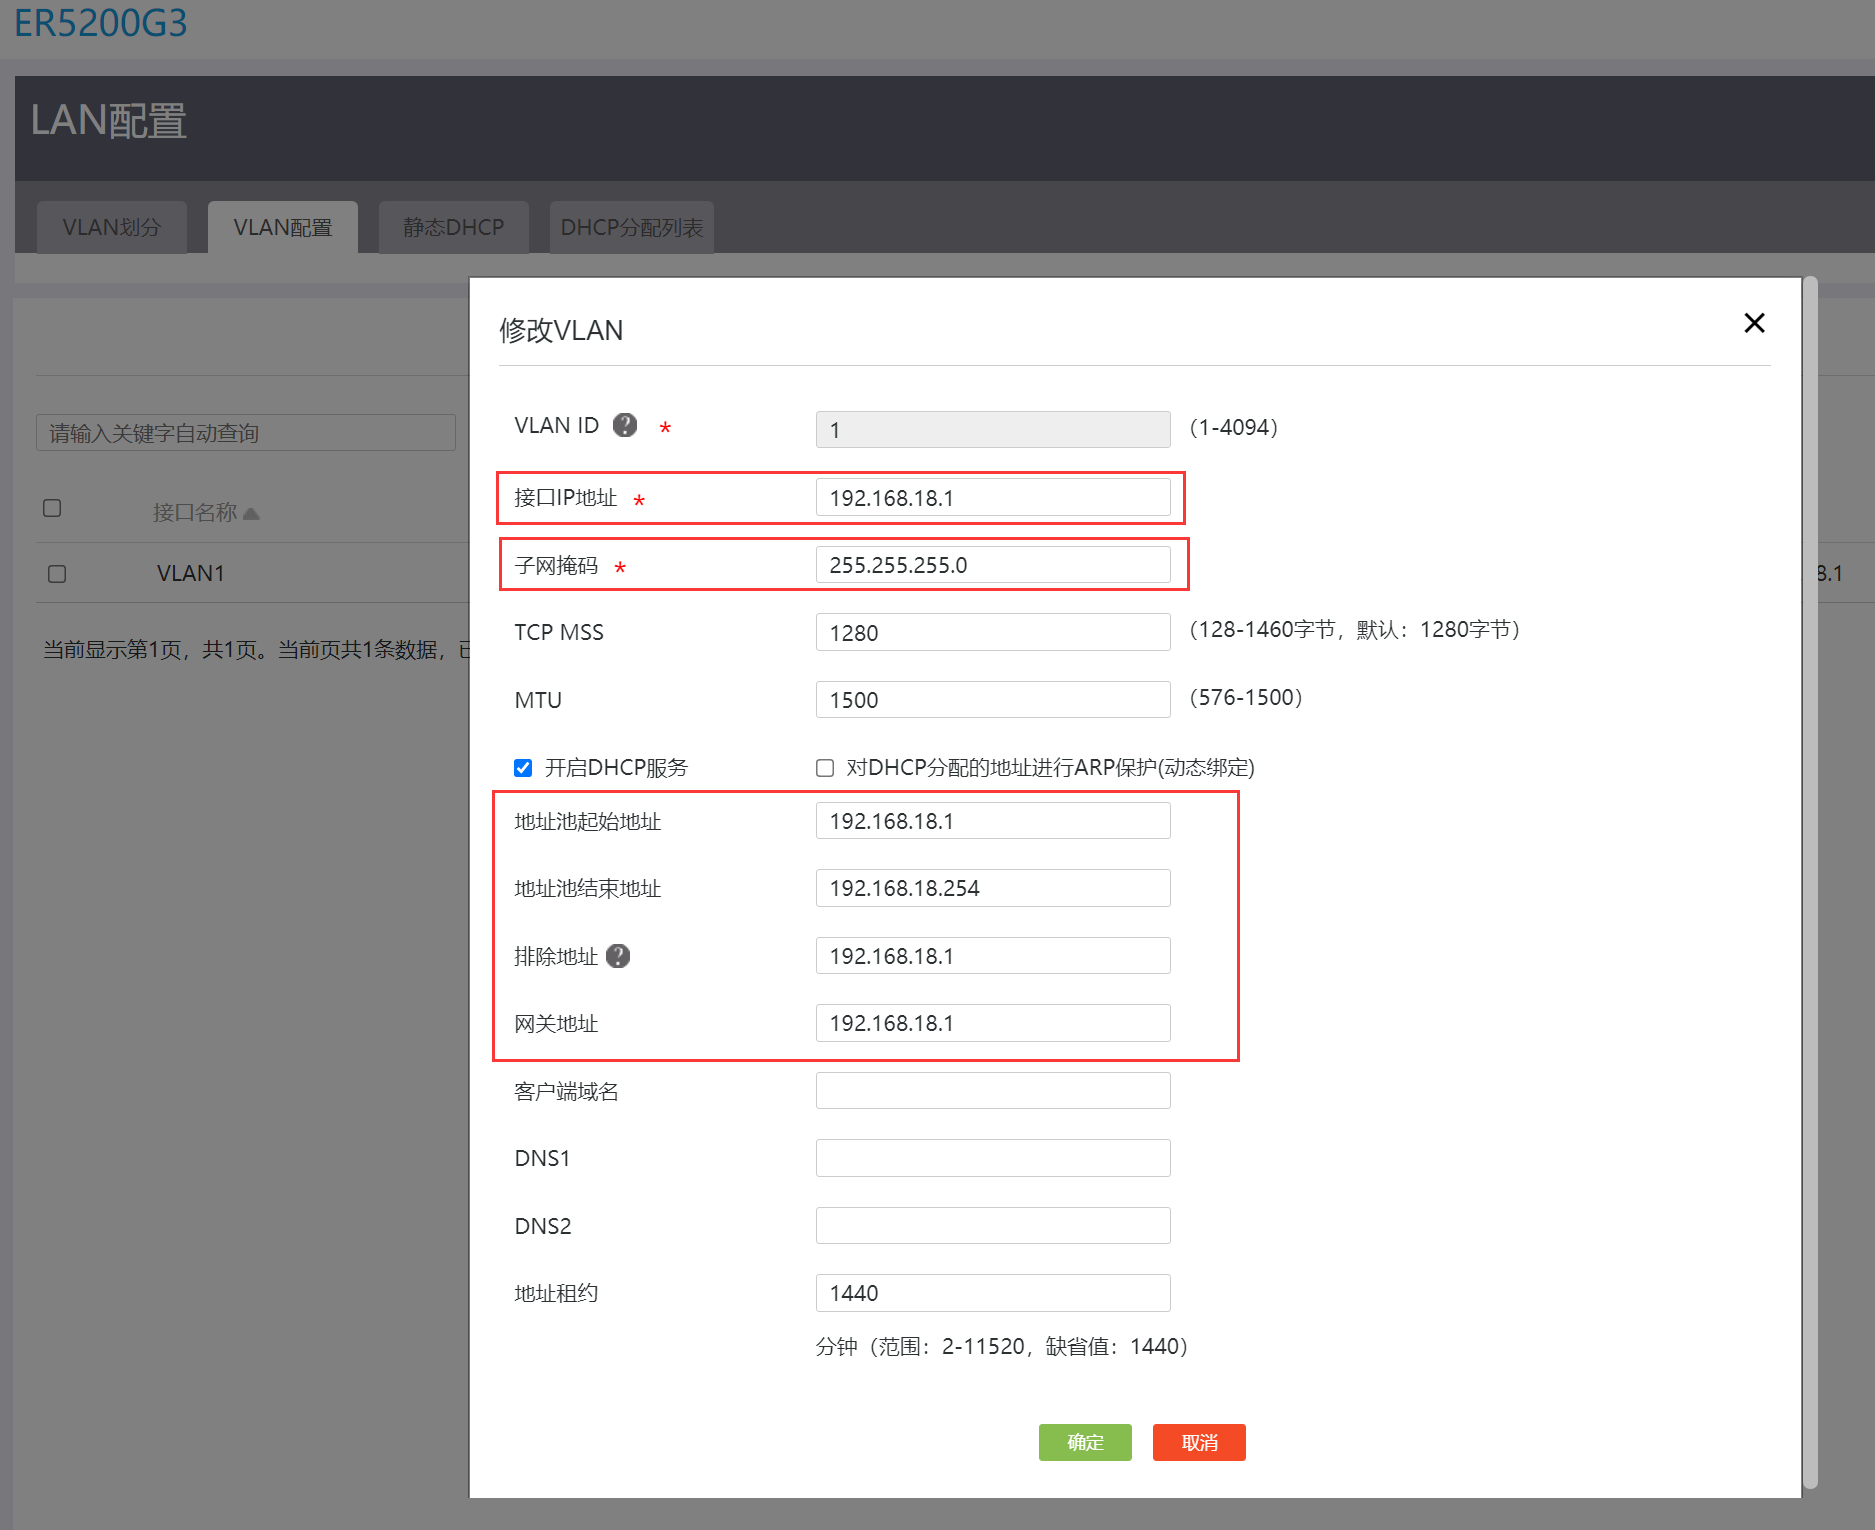 ER5200G3
LAN配置
VLAN划分 VLAN配置 静态DHCP DHCP分配列表
修改VLAN
请输入关键字自动查询
接口名称
VLAN1
8.1
当前显示第1页，共1页。当前页共1条数据，已
VLAN ID ? * 1 （1-4094）
接口IP地址 * 192.168.18.1
子网掩码 * 255.255.255.0
TCP MSS 1280 （128-1460字节，默认：1280字节）
MTU 1500 （576-1500）
开启DHCP服务 对DHCP分配的地址进行ARP保护(动态绑定)
地址池起始地址 192.168.18.1
地址池结束地址 192.168.18.254
排除地址 ? 192.168.18.1
网关地址 192.168.18.1
客户端域名
DNS1
DNS2
地址租约 1440
分钟（范围：2-11520，缺省值：1440）
确定 取消